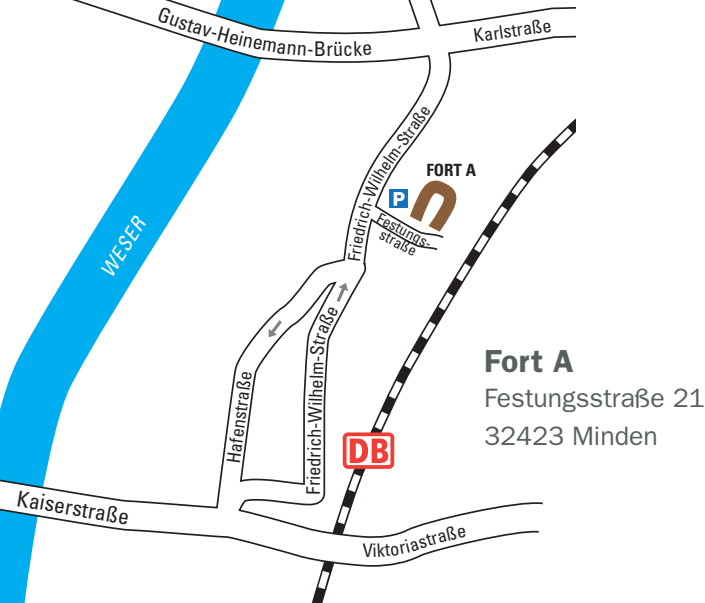 Gustav-Heinemann-Brücke
Karlstraße
Friedrich-Wilhelm-Straße
FORT A
P
Festungs-
straße
WESER
Friedrich-Wilhelm-Straße
Hafenstraße
Fort A
Festungsstraße 21
32423 Minden
DB
Kaiserstraße
Viktoriastraße